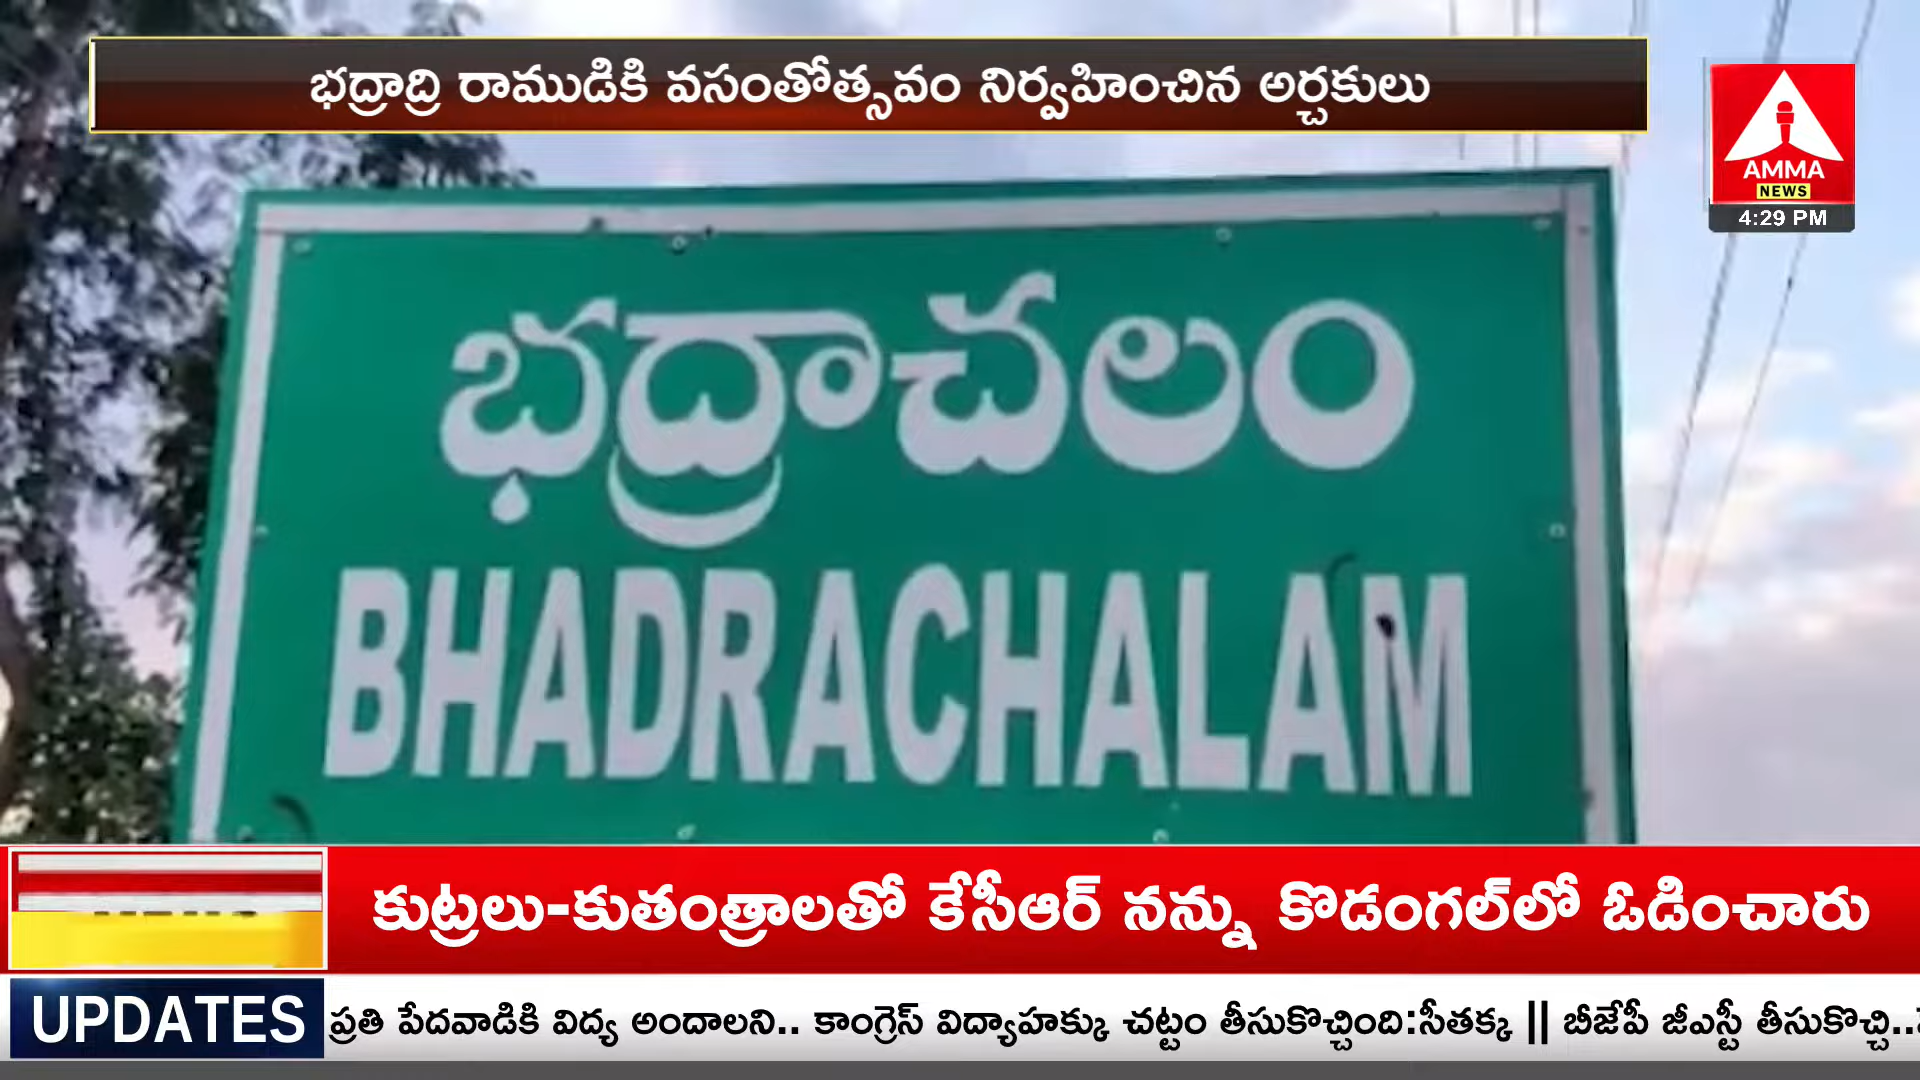 భద్రాద్రి రాముడికి వసంతోత్సవం నిర్వహించిన అర్చకులు
AMMA
NEWS
4:29 PM
భద్రాచలం
BHADRACHALAM
కుట్రలు-కుతంత్రాలతో కేసీఆర్ నన్ను కొడంగల్‌లో ఓడించారు
UPDATES
ప్రతి పేదవాడికి విద్య అందాలని.. కాంగ్రెస్ విద్యాహక్కు చట్టం తీసుకొచ్చింది:సీతక్క || బీజేపీ జీఎస్టీ తీసుకొచ్చి..